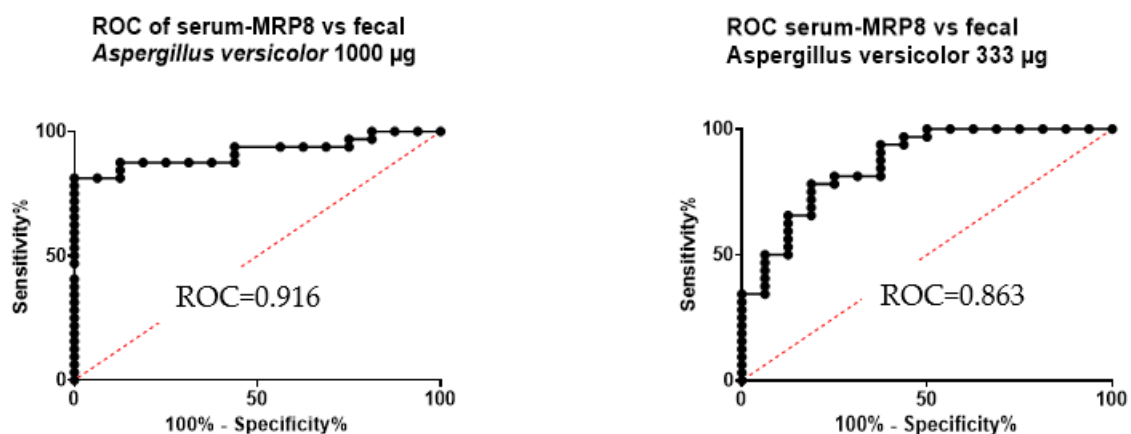 ROC of serum-MRP8 vs fecal
Aspergillus versicolor 1000 µg
100
50
0
Sensitivity%
ROC=0.916
0 50 100
100% - Specificity%
ROC serum-MRP8 vs fecal
Aspergillus versicolor 333 µg
100
50
0
Sensitivity%
ROC=0.863
0 50 100
100% - Specificity%